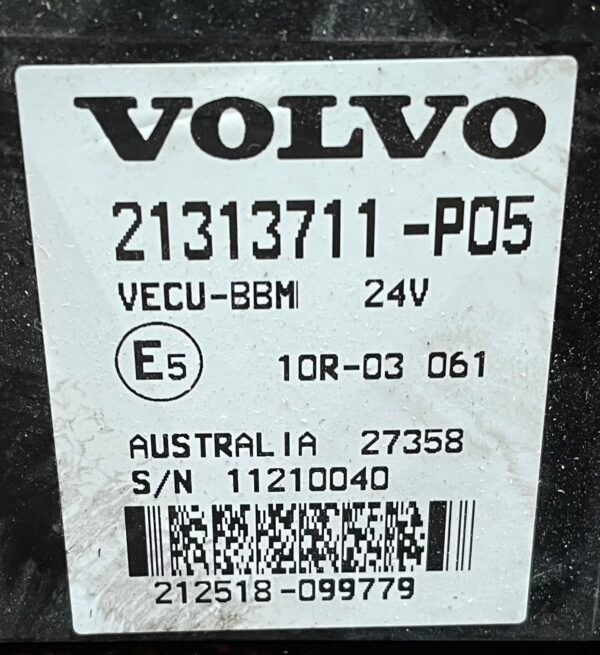 VOLVO
21313711-P05
VECU-BBM 24V
E5 10R-03 061
AUSTRALIA 27358
S/N 11210040
212518-099779